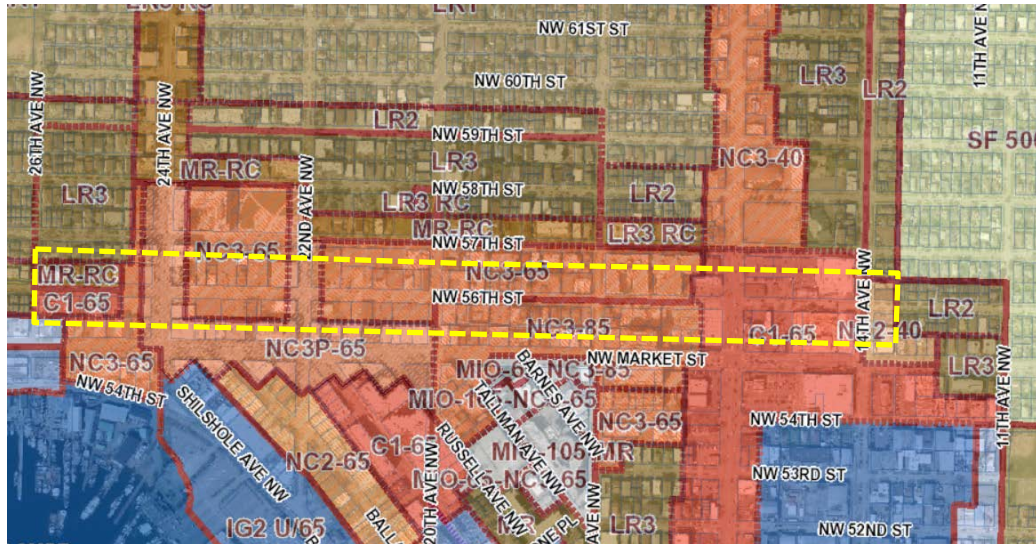 LR1
NW 61ST ST
11TH AVE N
NW 60TH ST
LR3
LR2
LR2
NW 59TH ST
26TH AVE NW
24TH AVE NW
SF 500
MR-RC
LR3
NC3-40
NW 58TH ST
LR3
LR3 RC
LR2
22ND AVE NW
MR-RC
LR3 RC
NW 57TH ST
NC3-65
NC3-65
14TH AVE NW
MR-RC
C1-65
NW 56TH ST
LR2
NC3-85
C1-65
NC3P-65
NC3-65
NW MARKET ST
BARNES AVE NW
LR3
NW 54TH ST
SHILSHOLE AVE NW
TALLMAN AVE NW
NC3-65
NW 54TH ST
11TH AVE NW
C1-65
RUSSELL AVE NW
NC2-65
20TH AVE NW
NW 53RD ST
IG2 U/65
LR3
NW 52ND ST